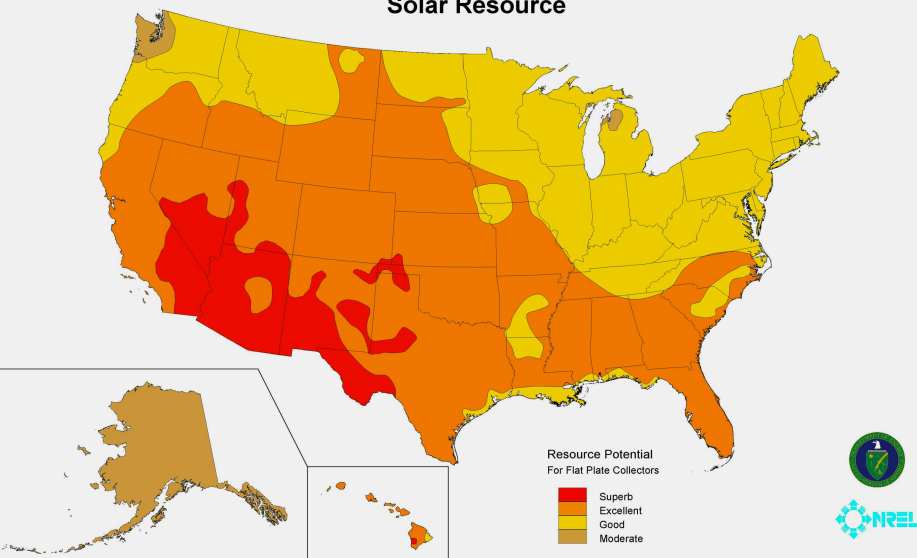 Solar Resource
Resource Potential
For Flat Plate Collectors
Superb
Excellent
Good
Moderate
NREL